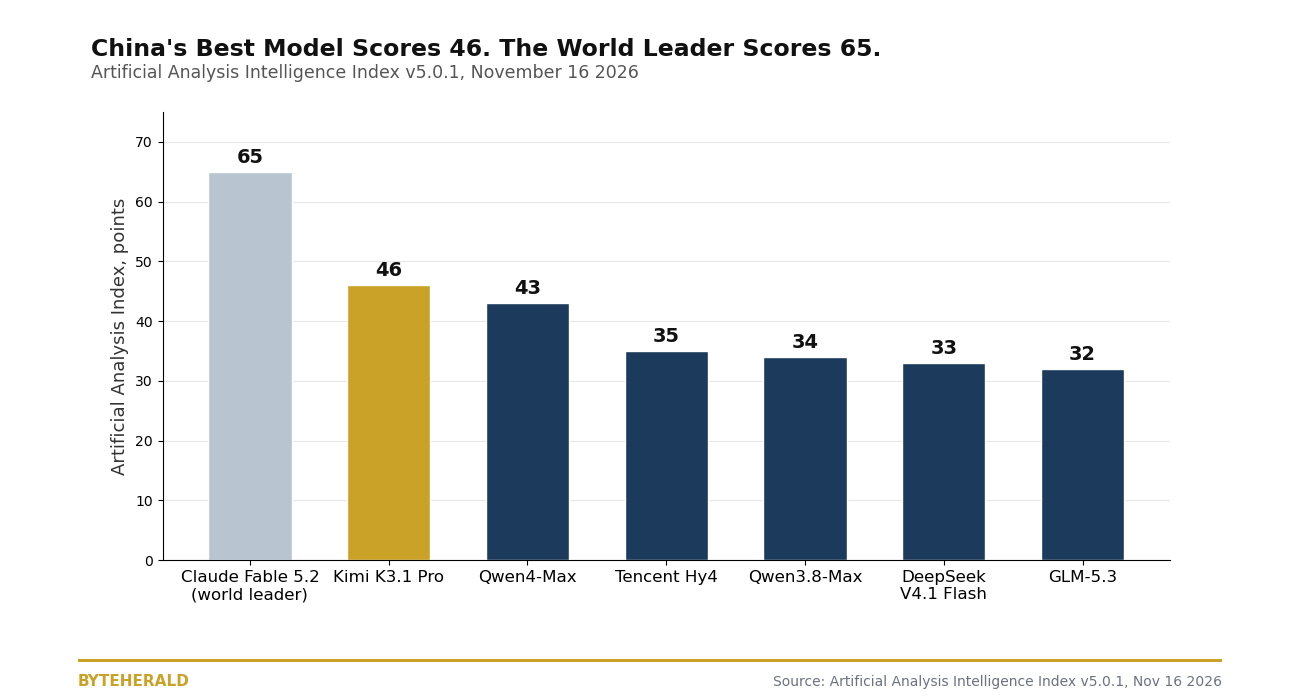 China's Best Model Scores 46. The World Leader Scores 65.
Artificial Analysis Intelligence Index v5.0.1, November 16 2026
Artificial Analysis Index, points
70
60
50
40
30
20
10
0
65
46
43
35
34
33
32
Claude Fable 5.2
(world leader)
Kimi K3.1 Pro
Qwen4-Max
Tencent Hy4
Qwen3.8-Max
DeepSeek
V4.1 Flash
GLM-5.3
BYTEHERALD
Source: Artificial Analysis Intelligence Index v5.0.1, Nov 16 2026